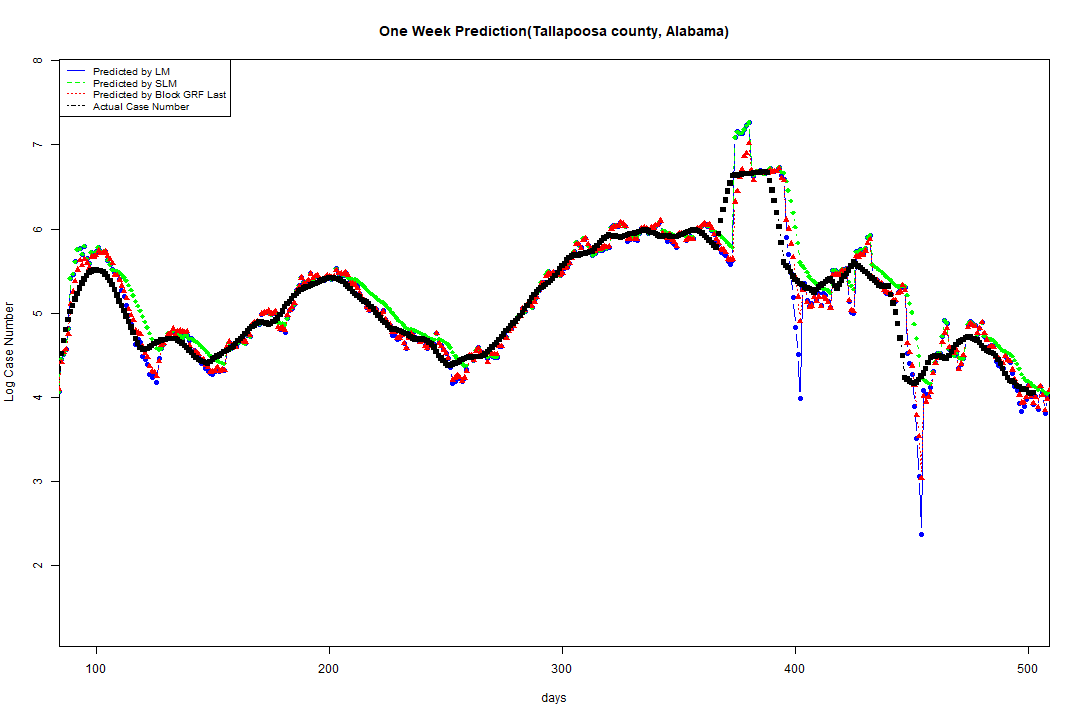 One Week Prediction(Tallapoosa county, Alabama)
8
7
6
5
4
3
2
Log Case Number
Predicted by LM
Predicted by SLM
Predicted by Block GRF Last
Actual Case Number
100 200 300 400 500
days